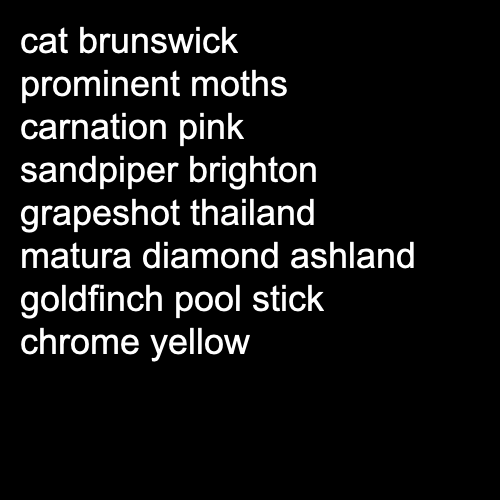 cat brunswick
prominent moths
carnation pink
sandpiper brighton
grapeshot thailand
matura diamond ashland
goldfinch pool stick
chrome yellow